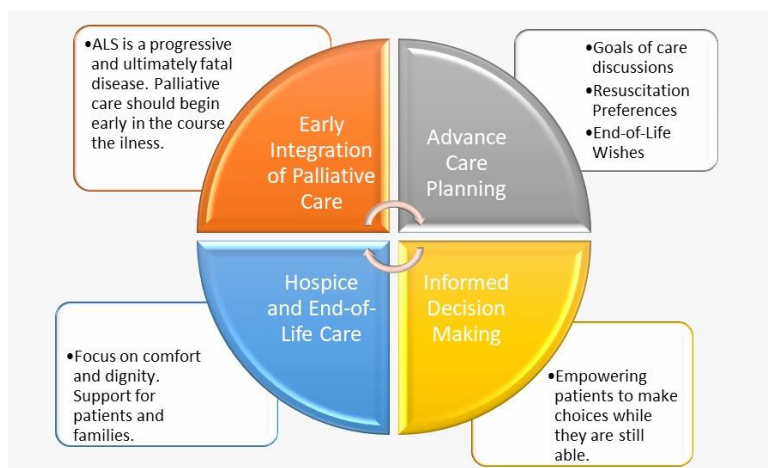 •ALS is a progressive
and ultimately fatal
disease. Palliative
care should begin
early in the course
the ilness.
Early
Integration
of Palliative
Care
Advance
Care
Planning
•Goals of care
discussions
•Resuscitation
Preferences
•End-of-Life
Wishes
Hospice
and End-of-
Life Care
Informed
Decision
Making
•Focus on comfort
and dignity.
Support for
patients and
families.
•Empowering
patients to make
choices while
they are still
able.